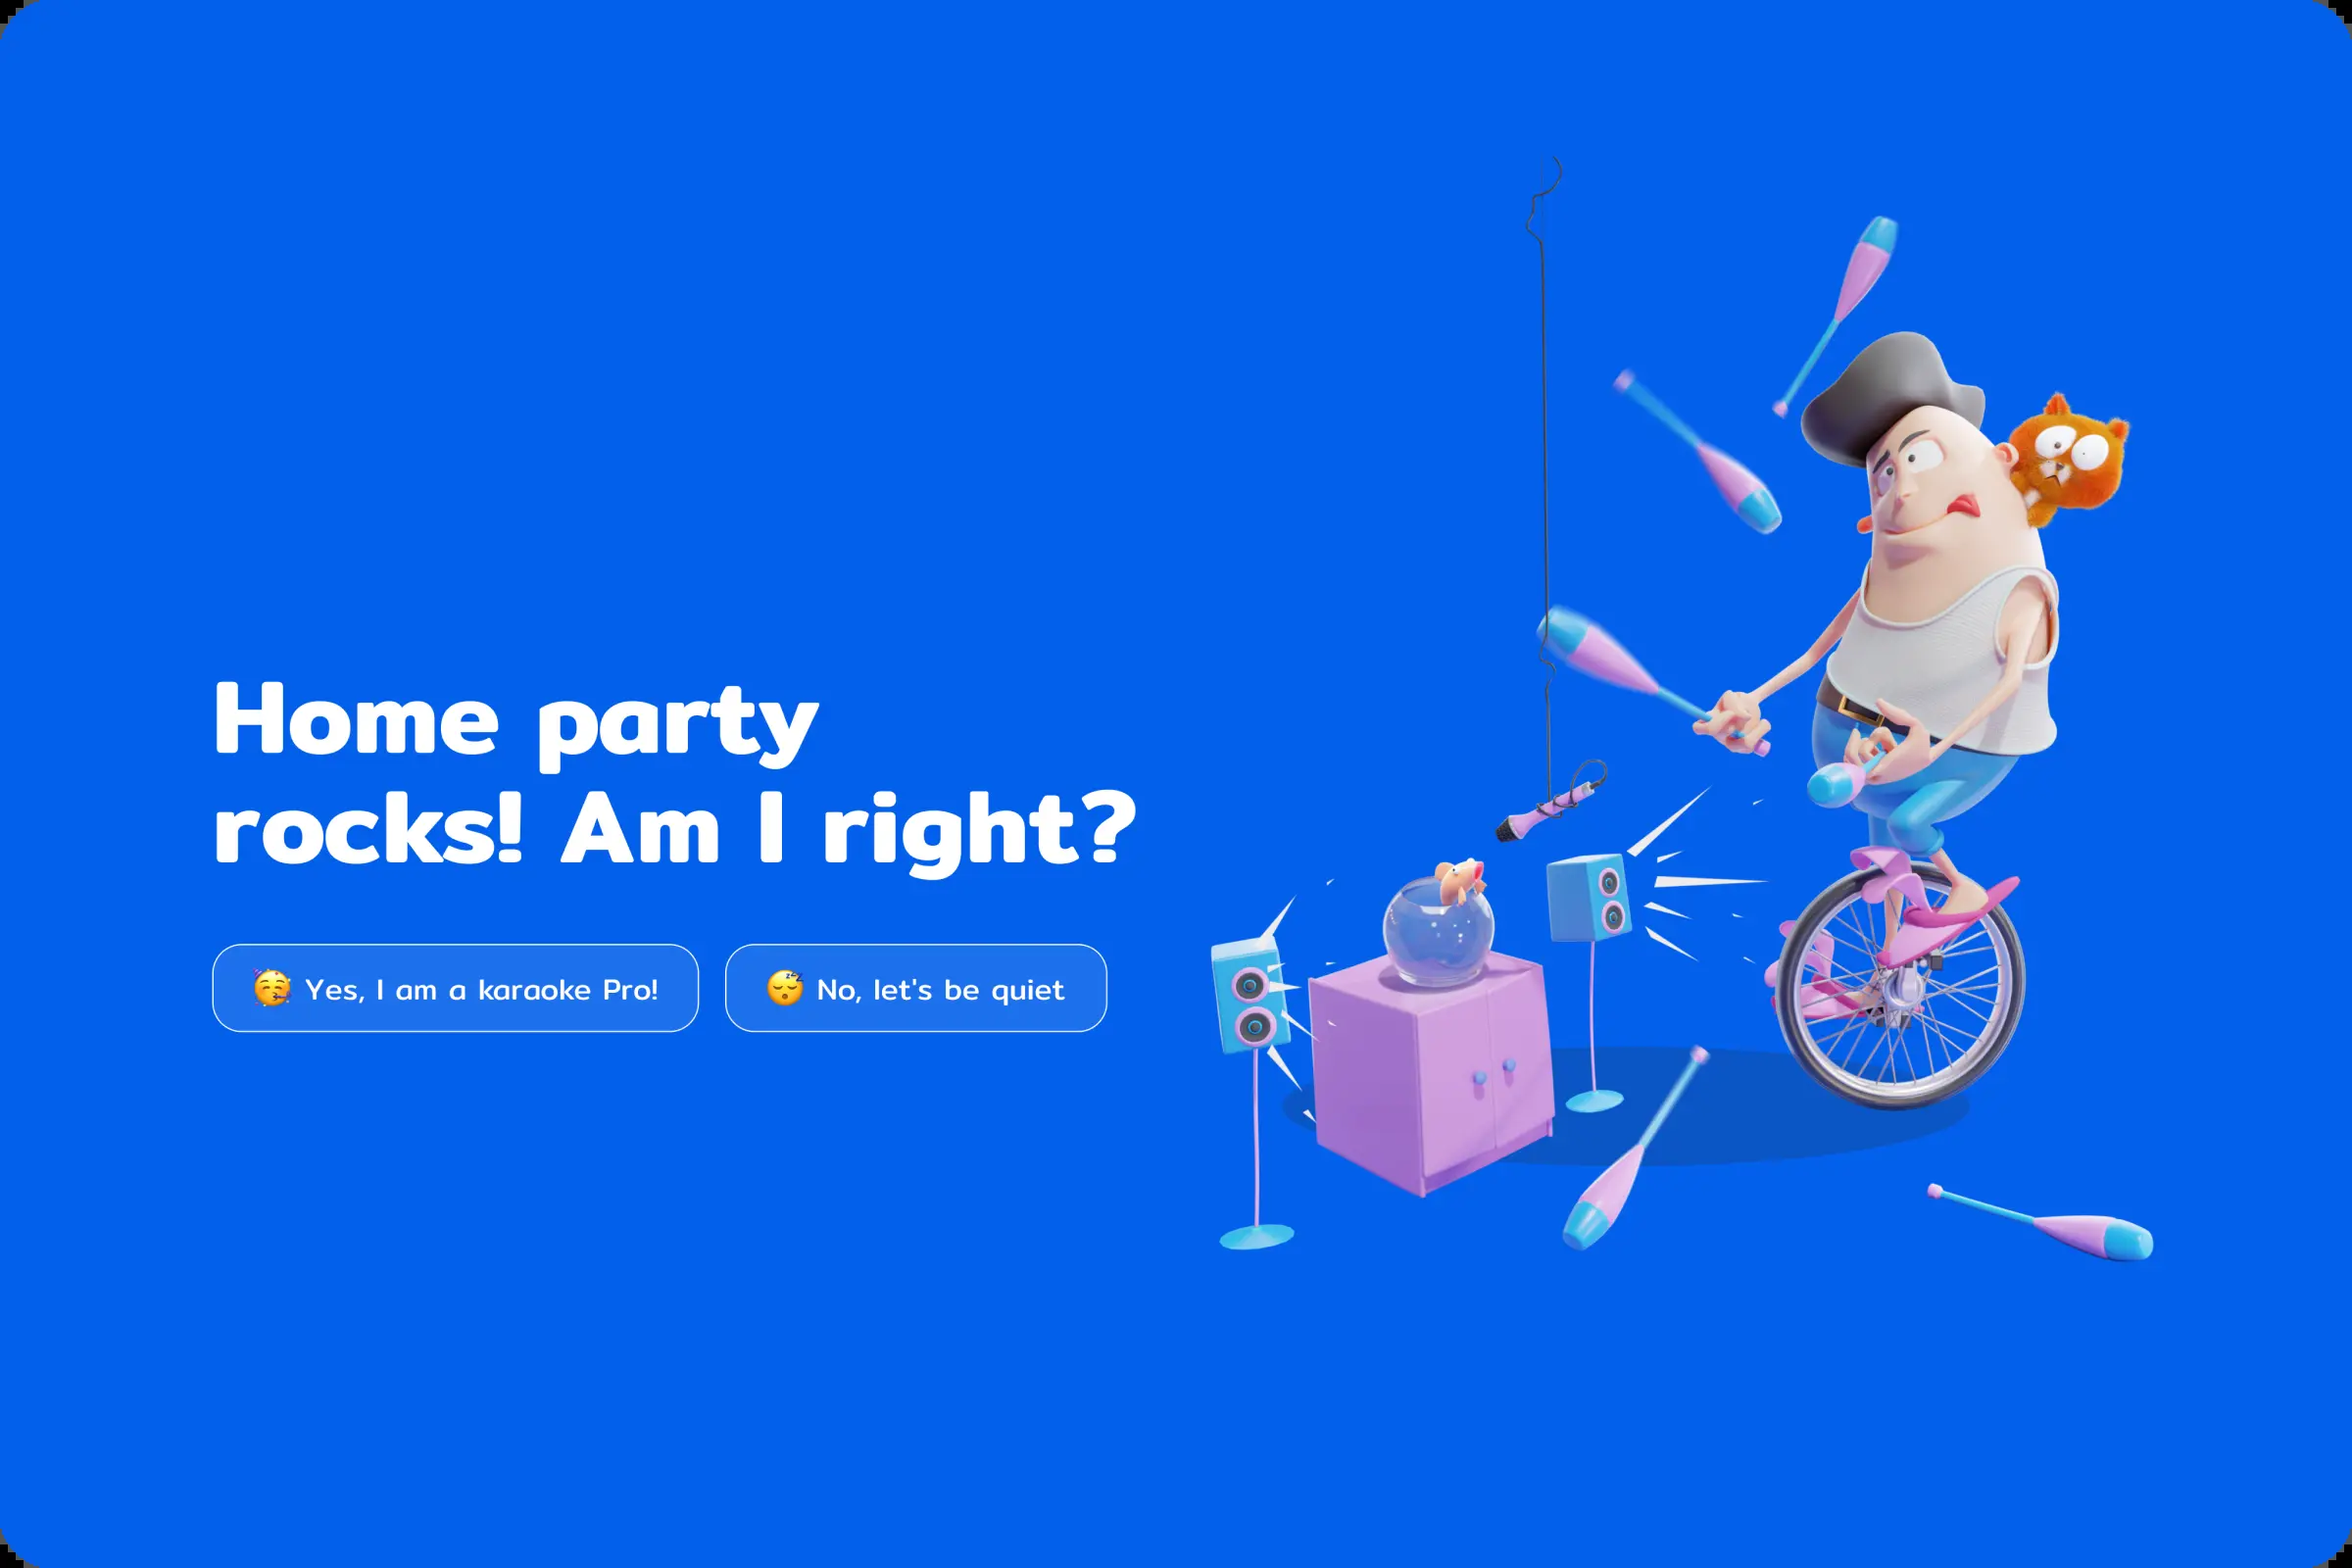 Home party
rocks! Am I right?
🥳 Yes, I am a karaoke Pro!
😴 No, let's be quiet